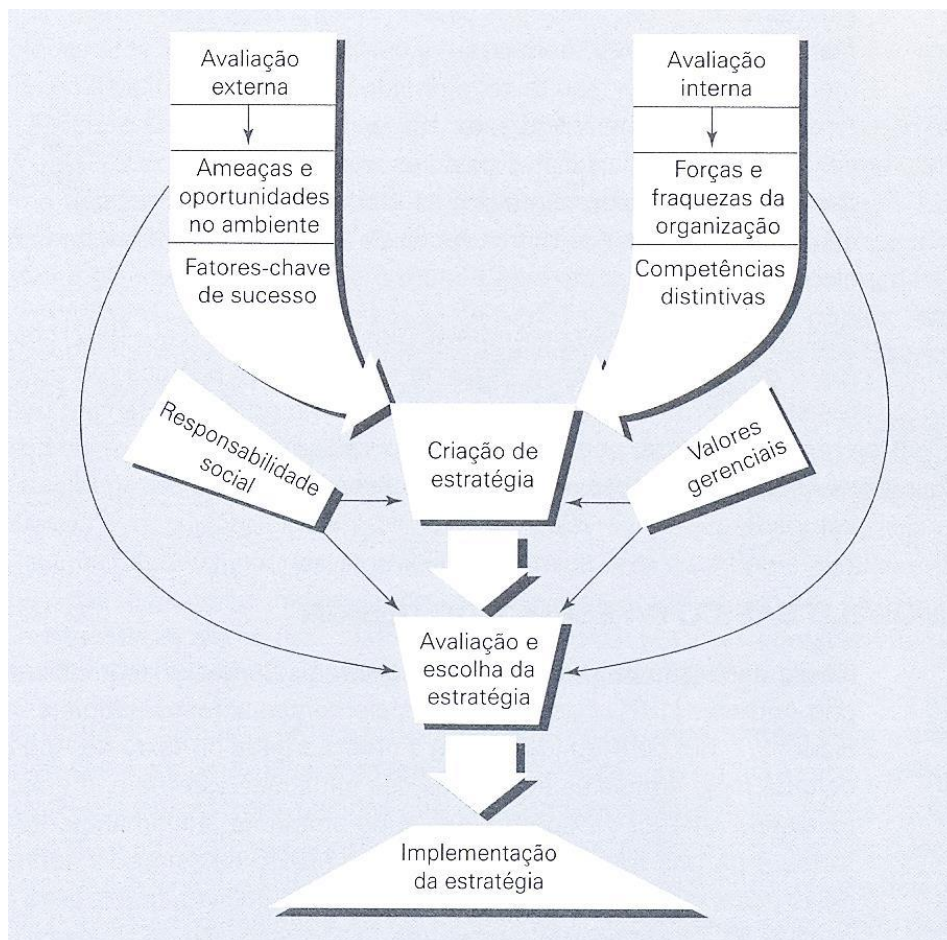 Avaliação
externa
Ameaças e
oportunidades
no ambiente
Fatores-chave
de sucesso
Avaliação
interna
Forças e
fraquezas da
organização
Competências
distintivas
Responsabilidade
social
Criação de
estratégia
Valores
gerenciais
Avaliação e
escolha da
estratégia
Implementação
da estratégia